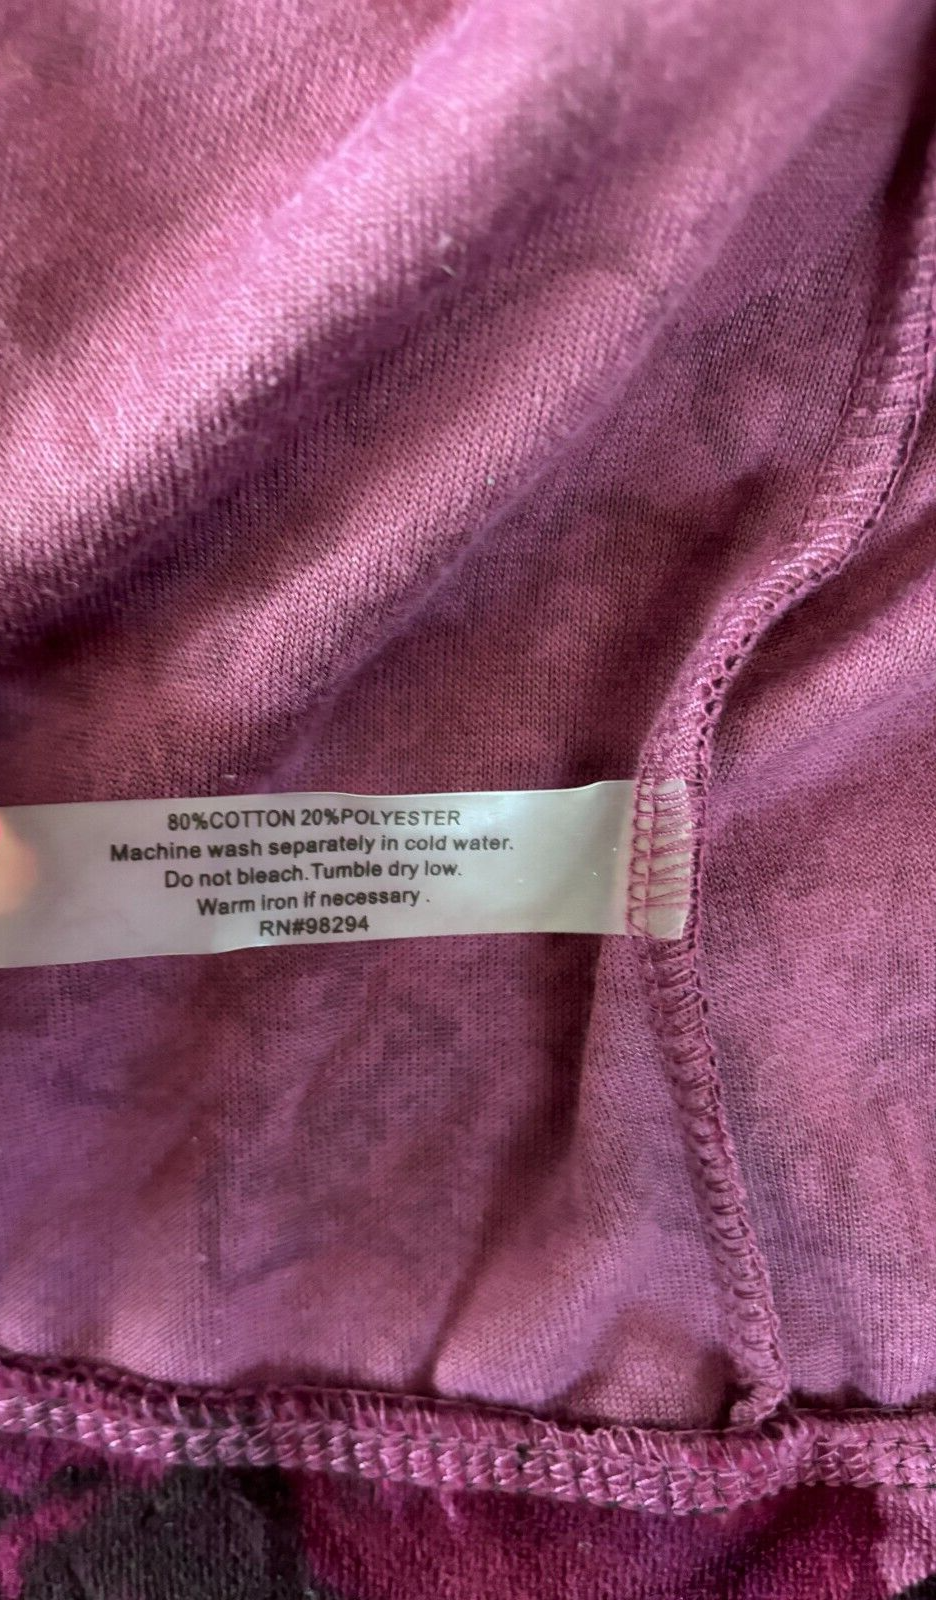 80%COTTON 20%POLYESTER
Machine wash separately in cold water.
Do not bleach. Tumble dry low.
Warm iron if necessary .
RN#98294